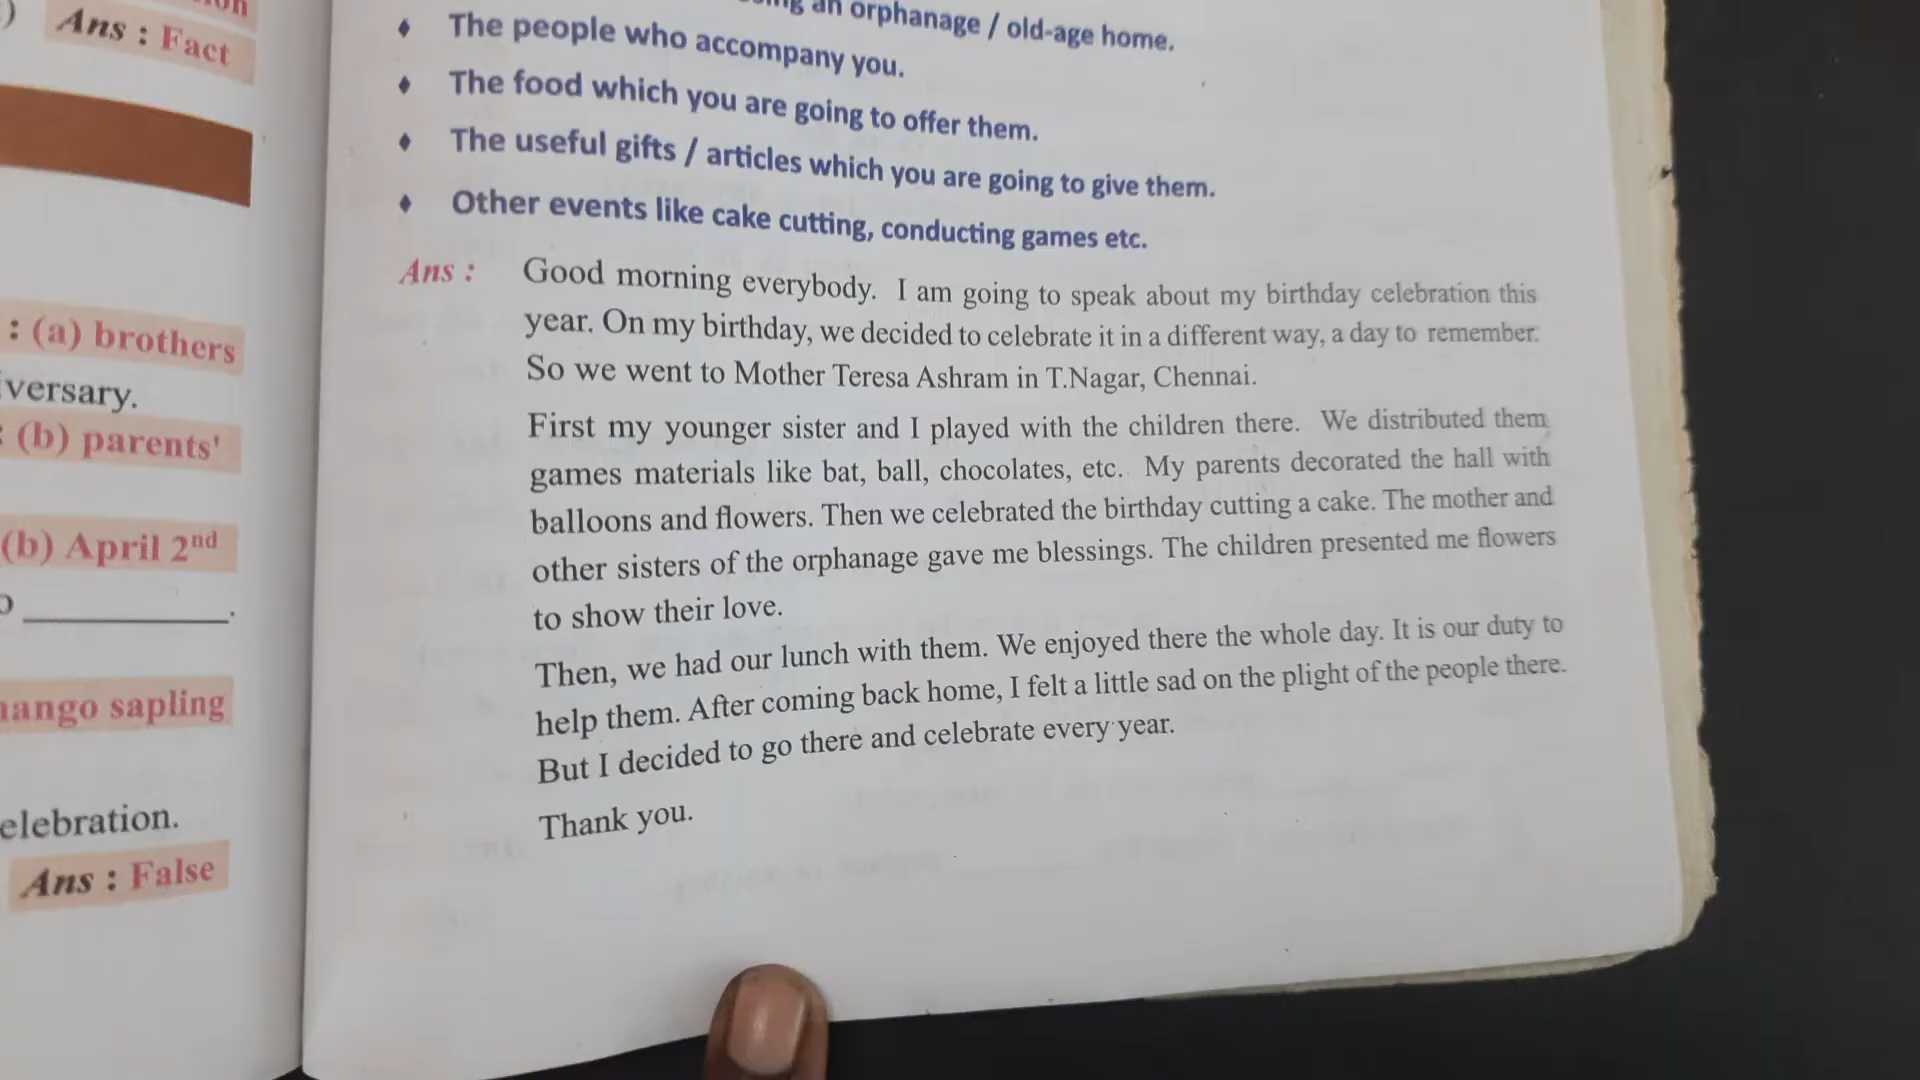 Ans : Fact
: (a) brothers
versary.
: (b) parents'
(b) April 2nd
mango sapling
elebration.
Ans : False
an orphanage / old-age home.
♦ The people who accompany you.
♦ The food which you are going to offer them.
♦ The useful gifts / articles which you are going to give them.
♦ Other events like cake cutting, conducting games etc.
Ans : Good morning everybody. I am going to speak about my birthday celebration this
year. On my birthday, we decided to celebrate it in a different way, a day to remember.
So we went to Mother Teresa Ashram in T.Nagar, Chennai.
First my younger sister and I played with the children there. We distributed them
games materials like bat, ball, chocolates, etc. My parents decorated the hall with
balloons and flowers. Then we celebrated the birthday cutting a cake. The mother and
other sisters of the orphanage gave me blessings. The children presented me flowers
to show their love.
Then, we had our lunch with them. We enjoyed there the whole day. It is our duty to
help them. After coming back home, I felt a little sad on the plight of the people there.
But I decided to go there and celebrate every year.
Thank you.